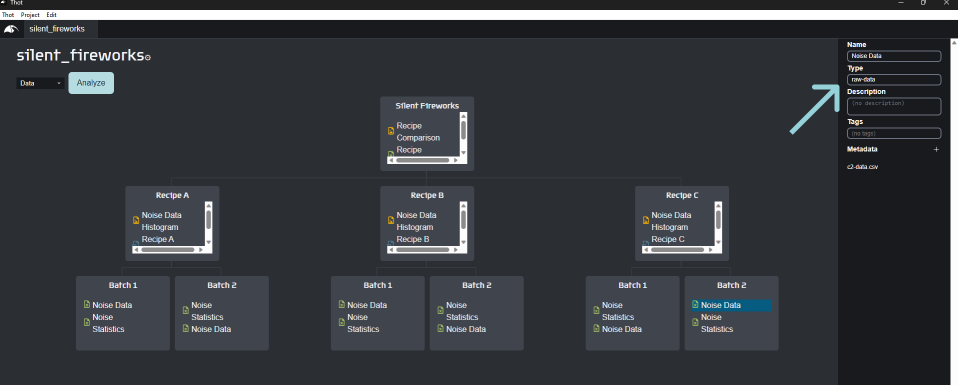 Thot
Thot Project Edit
silent_fireworks
silent_fireworks
Data
Analyze
Silent Fireworks
Recipe
Comparison
Recipe
Recipe A
Noise Data
Histogram
Recipe A
Recipe B
Noise Data
Histogram
Recipe B
Recipe C
Noise Data
Histogram
Recipe C
Batch 1
Noise Data
Noise
Statistics
Batch 2
Noise
Statistics
Noise Data
Batch 1
Noise Data
Noise
Statistics
Batch 2
Noise
Statistics
Noise Data
Batch 1
Noise
Statistics
Noise Data
Batch 2
Noise Data
Noise
Statistics
Name
Noise Data
Type
raw-data
Description
(no description)
Tags
(no tags)
Metadata +
c2-data.csv